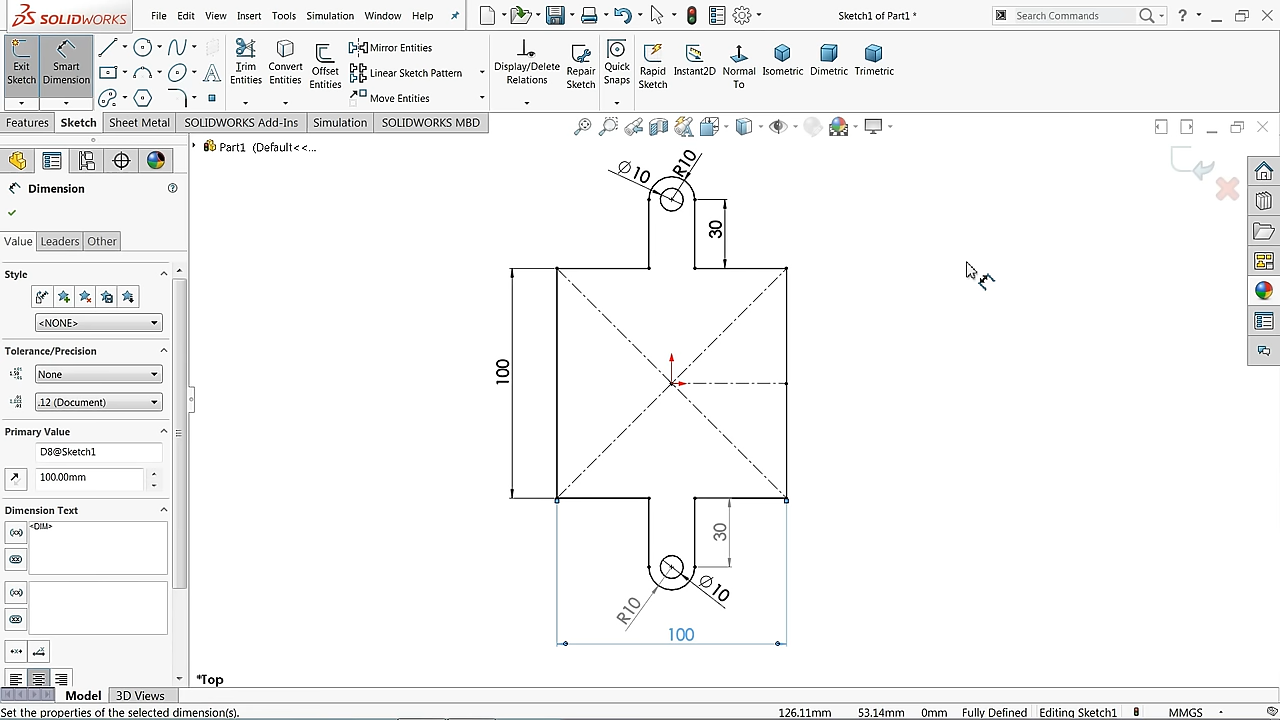 SOLIDWORKS
File Edit View Insert Tools Simulation Window Help
Sketch1 of Part1 *
Search Commands
?
Exit Sketch
Smart Dimension
Trim Entities
Convert Entities
Offset Entities
Mirror Entities
Linear Sketch Pattern
Move Entities
Display/Delete Relations
Repair Sketch
Quick Snaps
Rapid Sketch
Instant2D
Normal To
Isometric
Dimetric
Trimetric
Features Sketch Sheet Metal SOLIDWORKS Add-Ins Simulation SOLIDWORKS MBD
Part1 (Default<<...
Dimension
Value Leaders Other
Style
<NONE>
Tolerance/Precision
None
.12 (Document)
Primary Value
D8@Sketch1
100.00mm
Dimension Text
<DIM>
∅10
R10
30
100
30
∅10
R10
100
*Top
Model 3D Views
Set the properties of the selected dimension(s).
126.11mm 53.14mm 0mm Fully Defined Editing Sketch1 MMGS